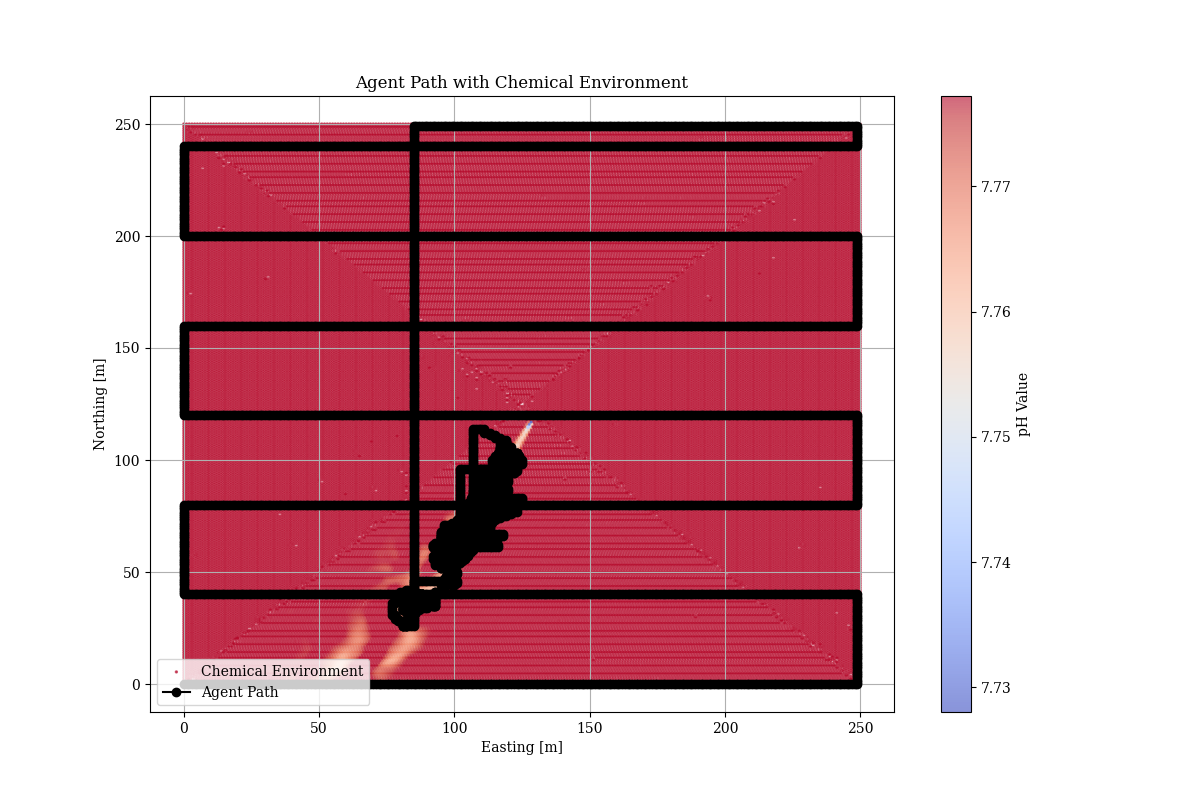 Agent Path with Chemical Environment
250
200
150
100
50
0
Northing [m]
0
50
100
150
200
250
Easting [m]
Chemical Environment
Agent Path
7.77
7.76
7.75
7.74
7.73
pH Value